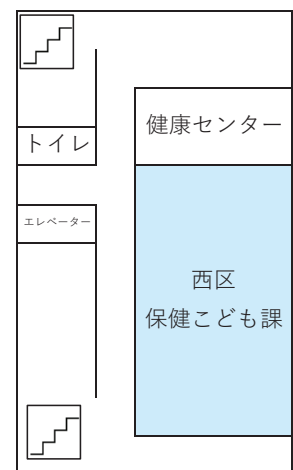 健康センター
トイレ
エレベーター
西区
保健こども課